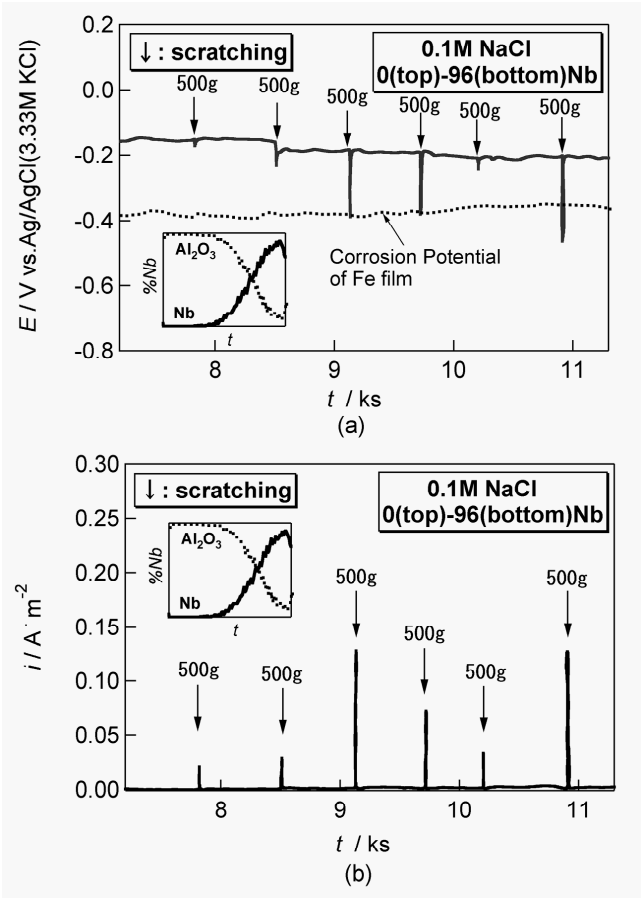 0.2
↓: scratching
0.1M NaCl
0(top)-96(bottom)Nb
500g 500g 500g 500g 500g 500g
0.0
-0.2
-0.4
-0.6
-0.8
E / V vs.Ag/AgCl(3.33M KCl)
Corrosion Potential
of Fe film
%Nb
Al₂O₃
Nb
t
8 9 10 11
t / ks
(a)
0.30
↓: scratching
0.1M NaCl
0(top)-96(bottom)Nb
0.25
0.20
0.15
0.10
0.05
0.00
i / A · m⁻²
%Nb
Al₂O₃
Nb
t
500g 500g 500g 500g 500g 500g
8 9 10 11
t / ks
(b)